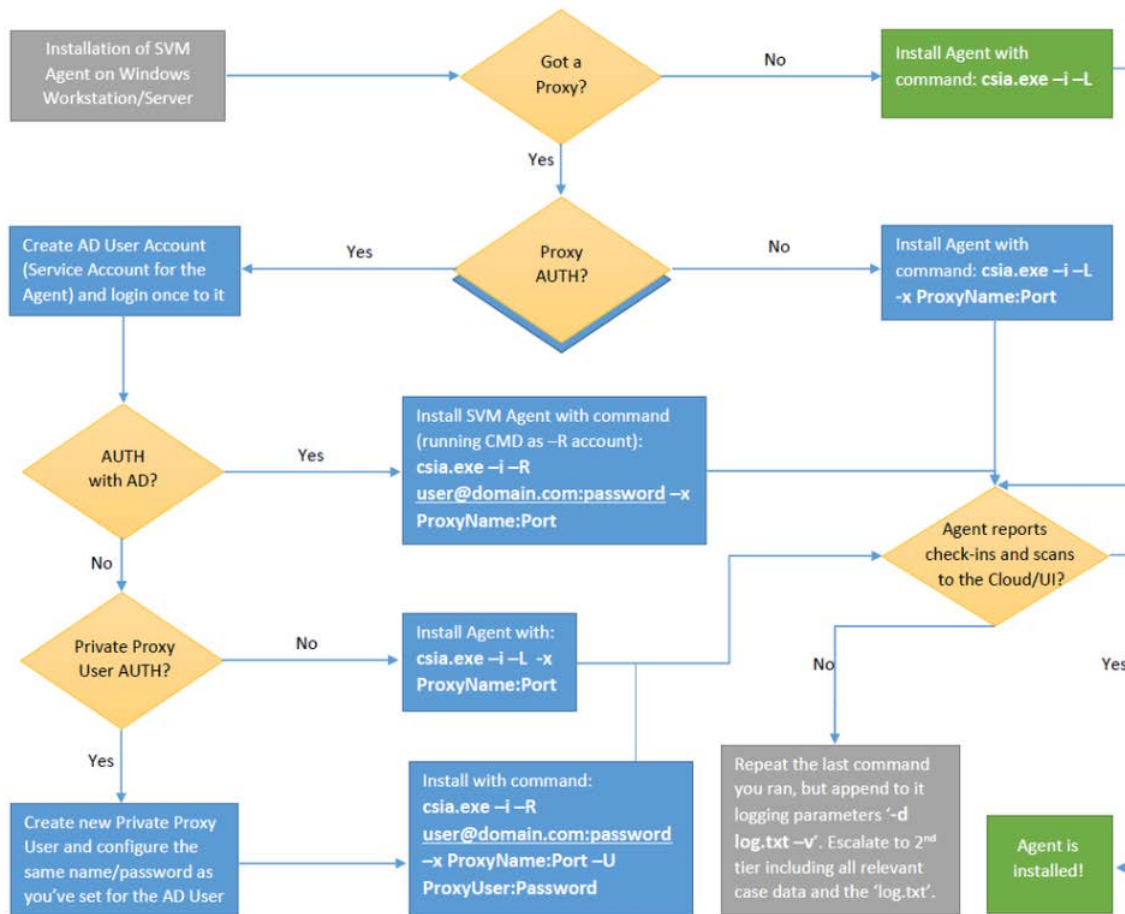 Installation of SVM
Agent on Windows
Workstation/Server
Got a
Proxy?
No
Install Agent with
command: csia.exe –i –L
Yes
Create AD User Account
(Service Account for the
Agent) and login once to it
Yes
Proxy
AUTH?
No
Install Agent with
command: csia.exe –i –L
-x ProxyName:Port
AUTH
with AD?
Yes
Install SVM Agent with command
(running CMD as –R account):
csia.exe –i –R
user@domain.com:password –x
ProxyName:Port
Agent reports
check-ins and scans
to the Cloud/UI?
No
Private Proxy
User AUTH?
No
Install Agent with:
csia.exe –i –L -x
ProxyName:Port
No
Yes
Yes
Create new Private Proxy
User and configure the
same name/password as
you've set for the AD User
Install with command:
csia.exe –i –R
user@domain.com:password
–x ProxyName:Port –U
ProxyUser:Password
Repeat the last command
you ran, but append to it
logging parameters ‘-d
log.txt –v’. Escalate to 2nd
tier including all relevant
case data and the ‘log.txt’.
Agent is
installed!